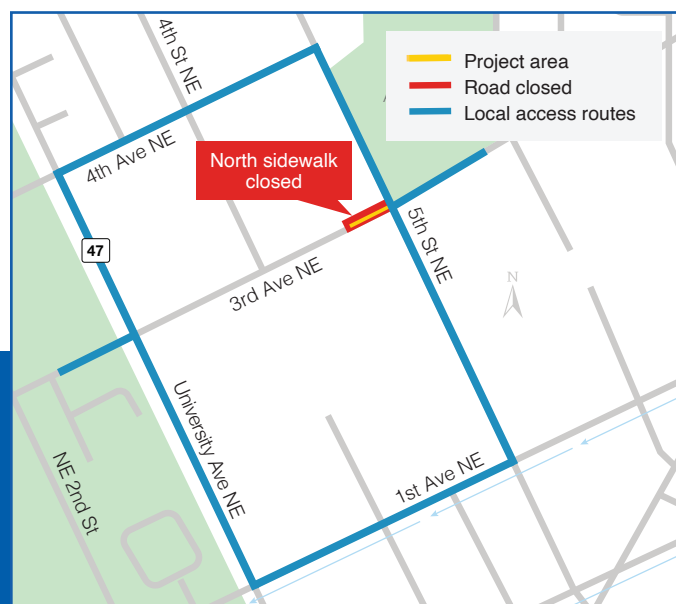 4th St NE
Project area
Road closed
Local access routes
4th Ave NE
North sidewalk
closed
47
5th St NE
3rd Ave NE
N
University Ave NE
NE 2nd St
1st Ave NE